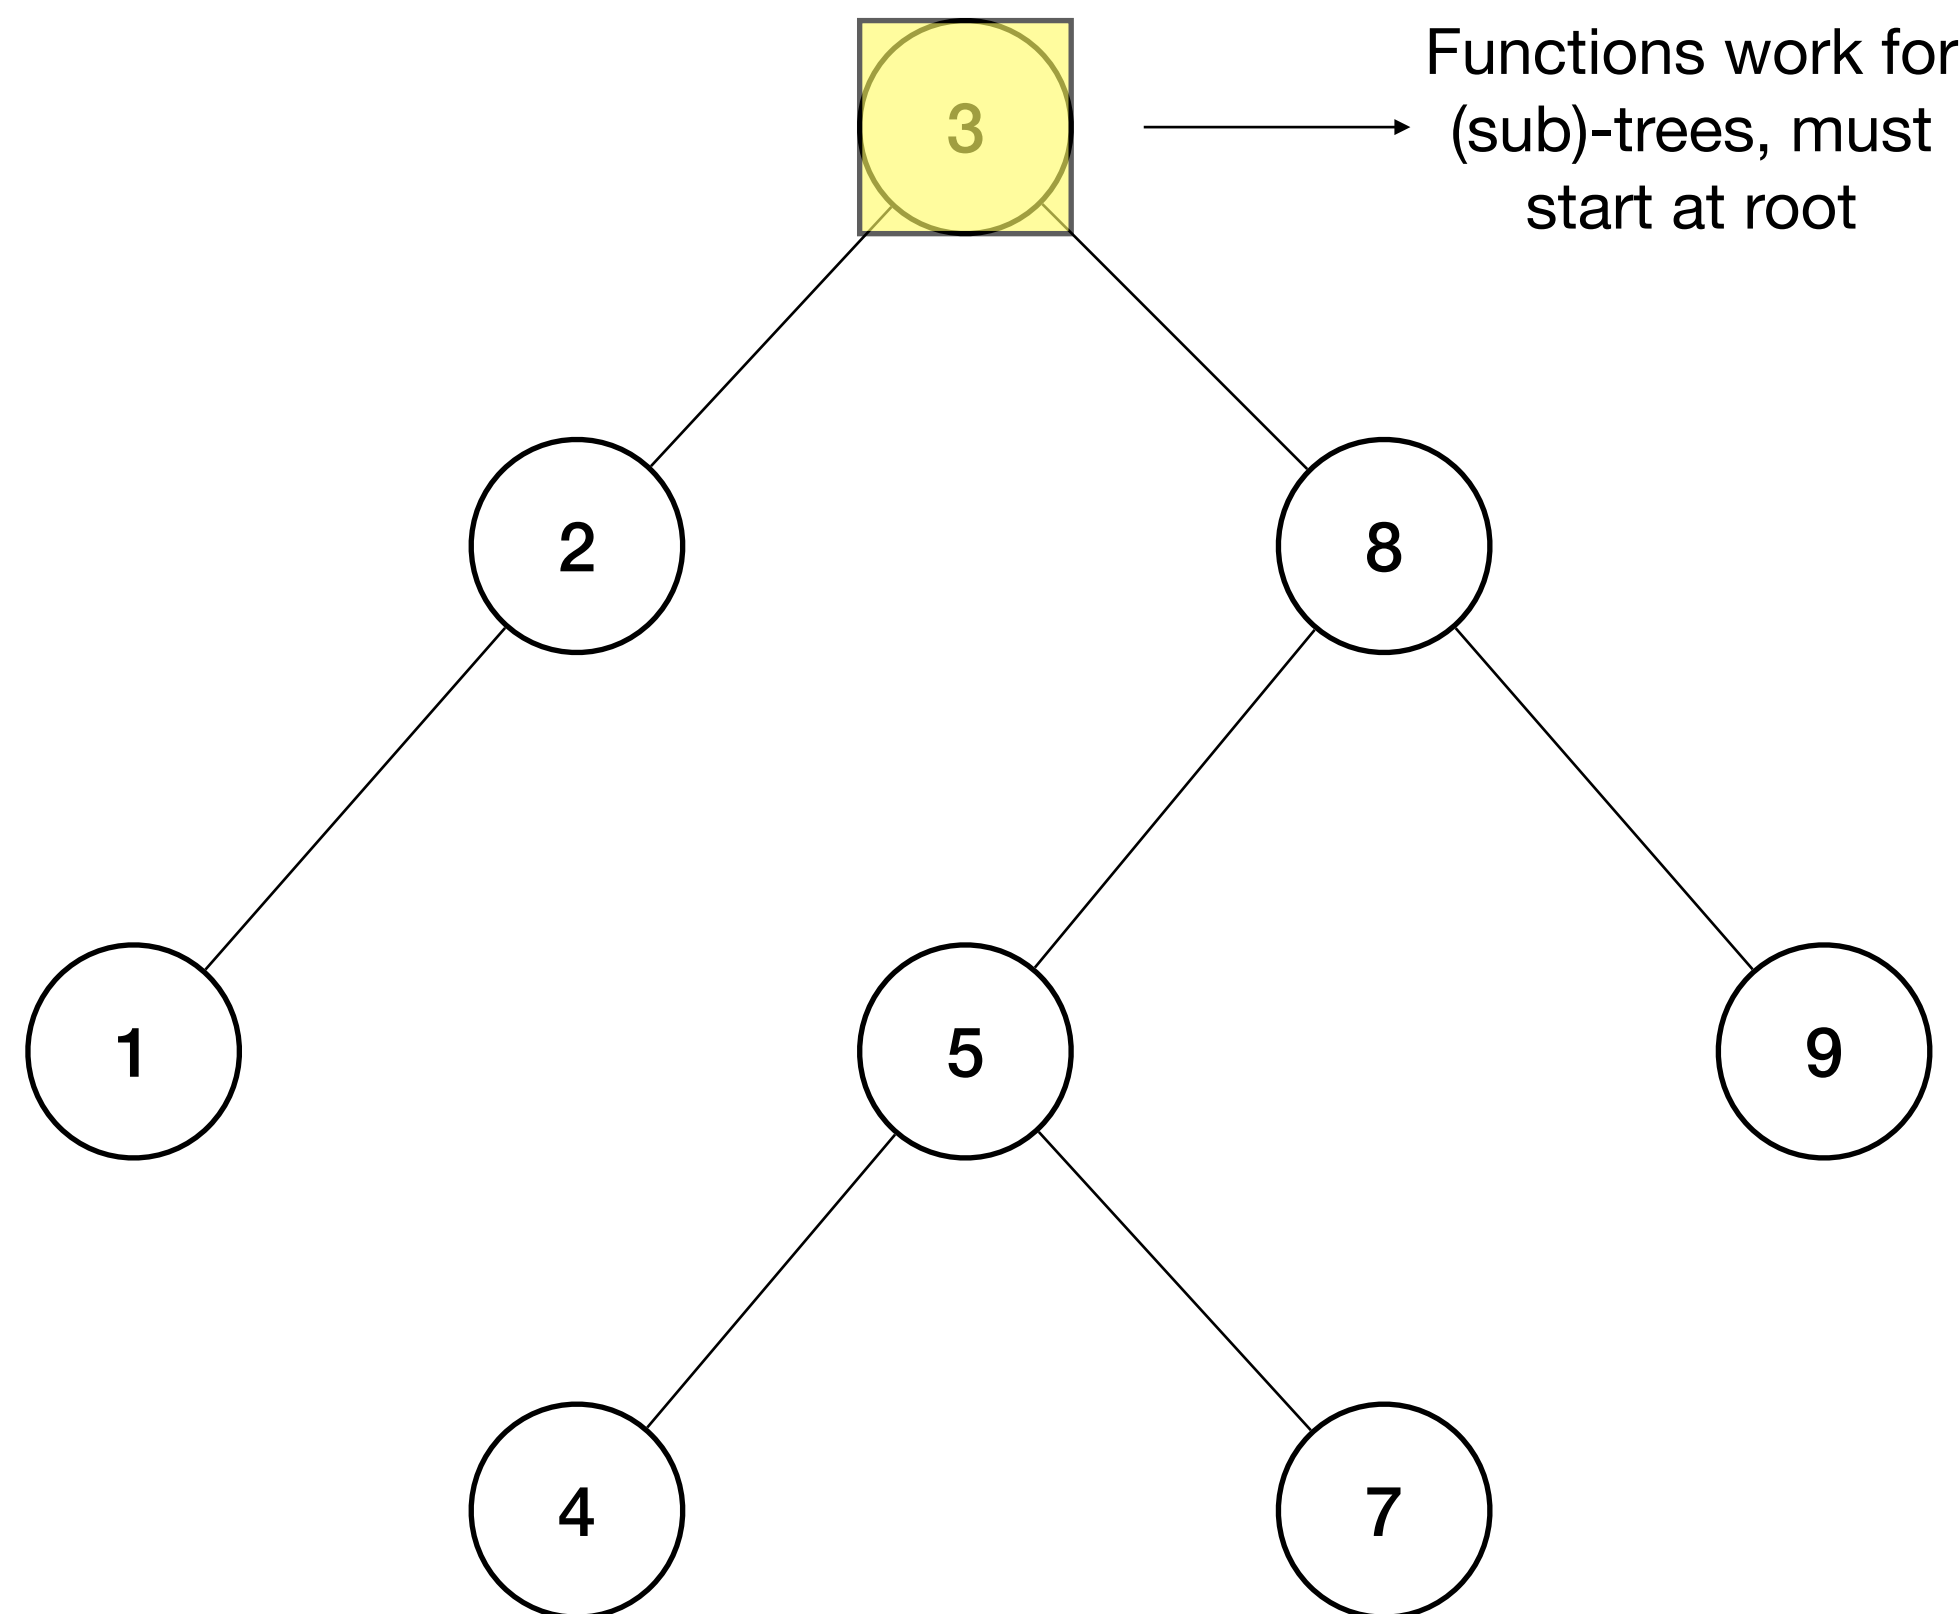 3
Functions work for
(sub)-trees, must
start at root
2
8
1
5
9
4
7